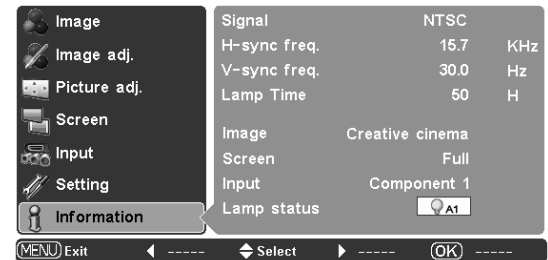 Image
Image adj.
Picture adj.
Screen
Input
Setting
Information
Signal NTSC
H-sync freq. 15.7 KHz
V-sync freq. 30.0 Hz
Lamp Time 50 H
Image Creative cinema
Screen Full
Input Component 1
Lamp status A1
MENU Exit ◀ ----- ◆ Select ▶ ----- OK -----